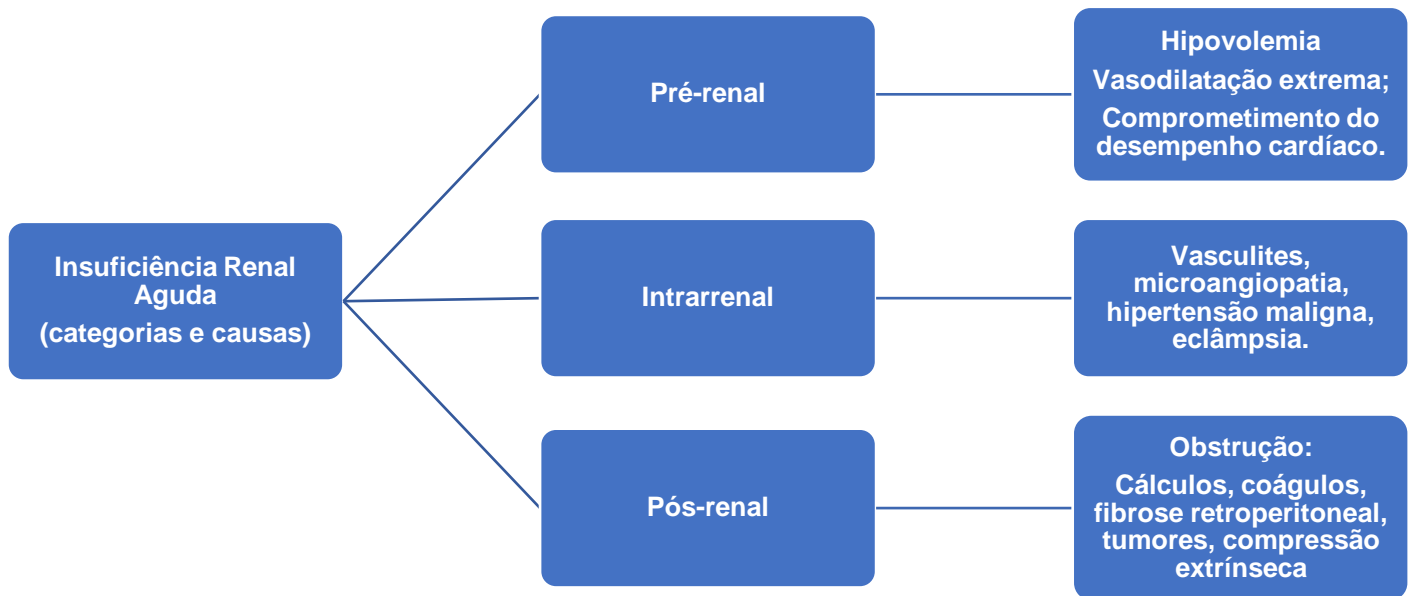 Insuficiência Renal
Aguda
(categorias e causas)
Pré-renal
Hipovolemia
Vasodilatação extrema;
Comprometimento do
desempenho cardíaco.
Intrarrenal
Vasculites,
microangiopatia,
hipertensão maligna,
eclâmpsia.
Pós-renal
Obstrução:
Cálculos, coágulos,
fibrose retroperitoneal,
tumores, compressão
extrínseca